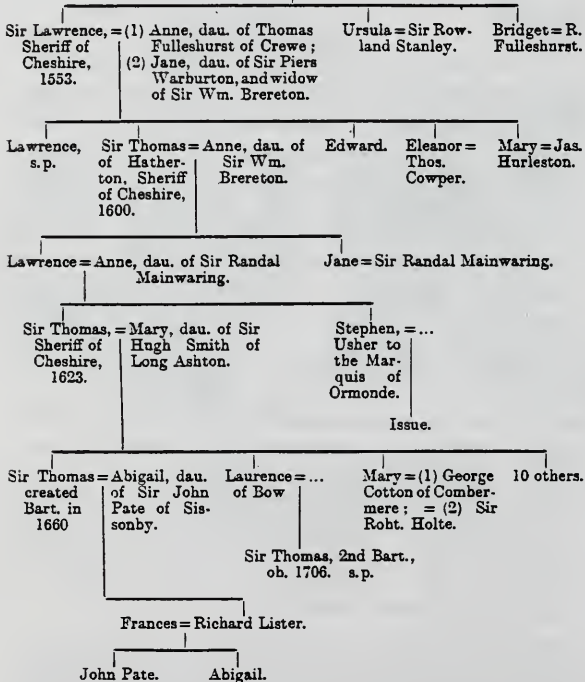 Sir Lawrence, = (1) Anne, dau. of Thomas Ursula = Sir Row- Bridget = R.
Sheriff of Fulleshurst of Crewe ; land Stanley. Fulleshurst.
Cheshire, (2) Jane, dau. of Sir Piers
1553. Warburton, and widow
of Sir Wm. Brereton.
Lawrence, Sir Thomas = Anne, dau. of Edward. Eleanor = Mary = Jas.
s.p. of Hather- Sir Wm. Thos. Hurleston.
ton, Sheriff Brereton. Cowper.
of Cheshire,
1600.
Lawrence = Anne, dau. of Sir Randal Jane = Sir Randal Mainwaring.
Mainwaring.
Sir Thomas, = Mary, dau. of Sir Stephen, = ...
Sheriff of Hugh Smith of Usher to
Cheshire, Long Ashton. the Mar-
1623. quis of
Ormonde.
Issue.
Sir Thomas = Abigail, dau. Laurence = ... Mary = (1) George 10 others.
created of Sir John of Bow Cotton of Comber-
Bart. in Pate of Sis- mere ; = (2) Sir
1660 sonby. Robt. Holte.
Sir Thomas, 2nd Bart.,
ob. 1706. s.p.
Frances = Richard Lister.
John Pate. Abigail.